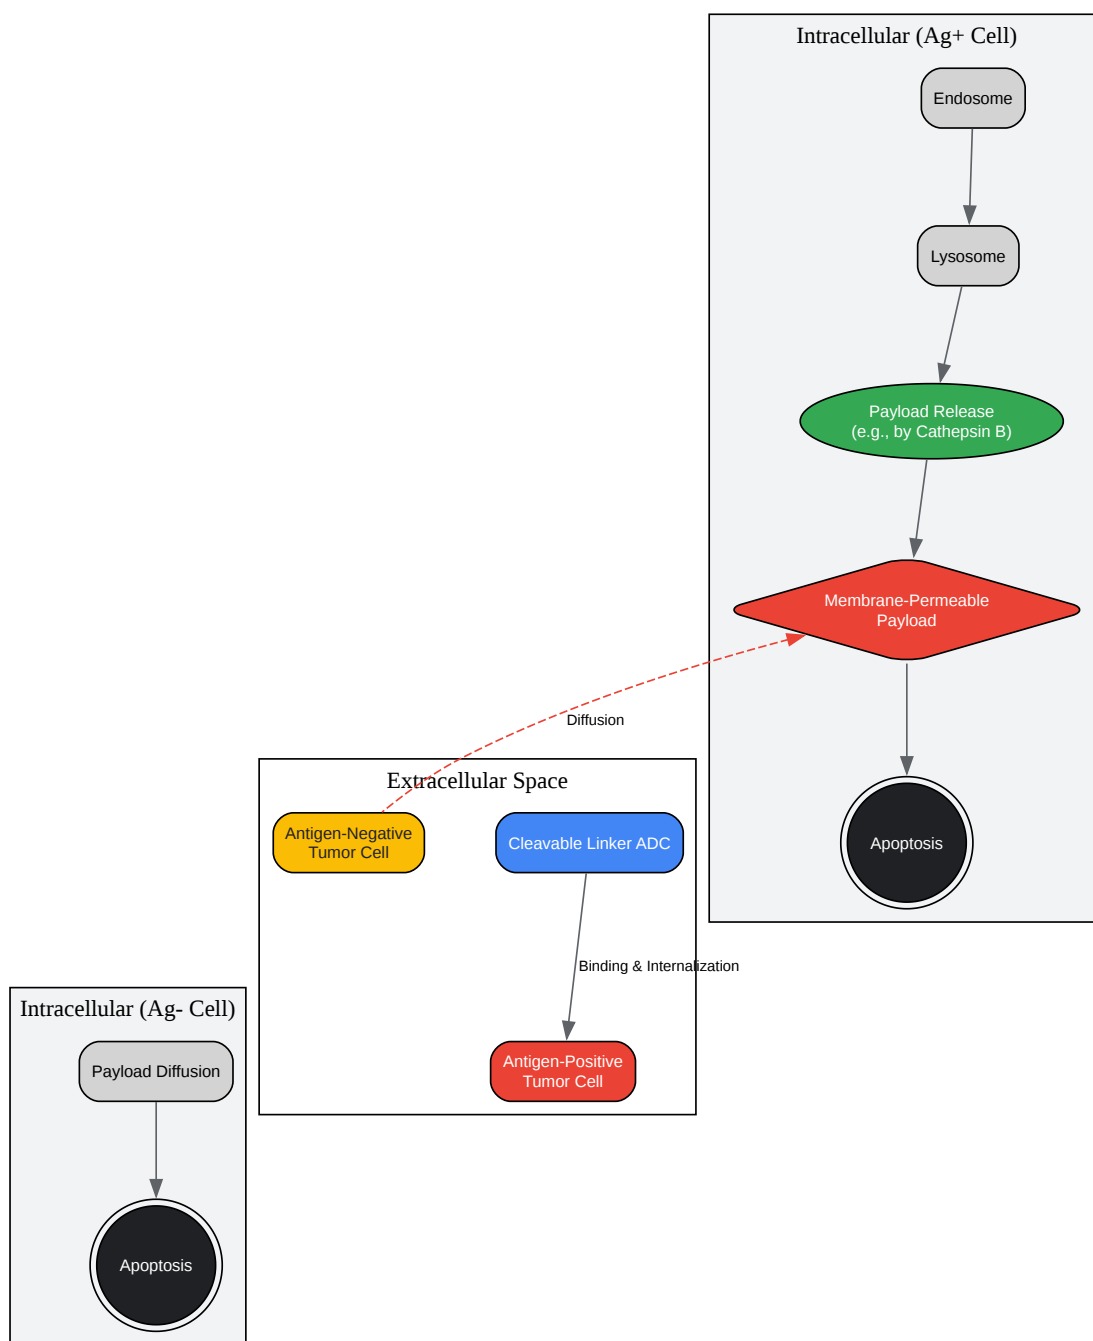 Intracellular (Ag+ Cell)
Endosome
Lysosome
Payload Release
(e.g., by Cathepsin B)
Membrane-Permeable
Payload
Diffusion
Extracellular Space
Antigen-Negative
Tumor Cell
Cleavable Linker ADC
Apoptosis
Binding & Internalization
Intracellular (Ag- Cell)
Payload Diffusion
Antigen-Positive
Tumor Cell
Apoptosis